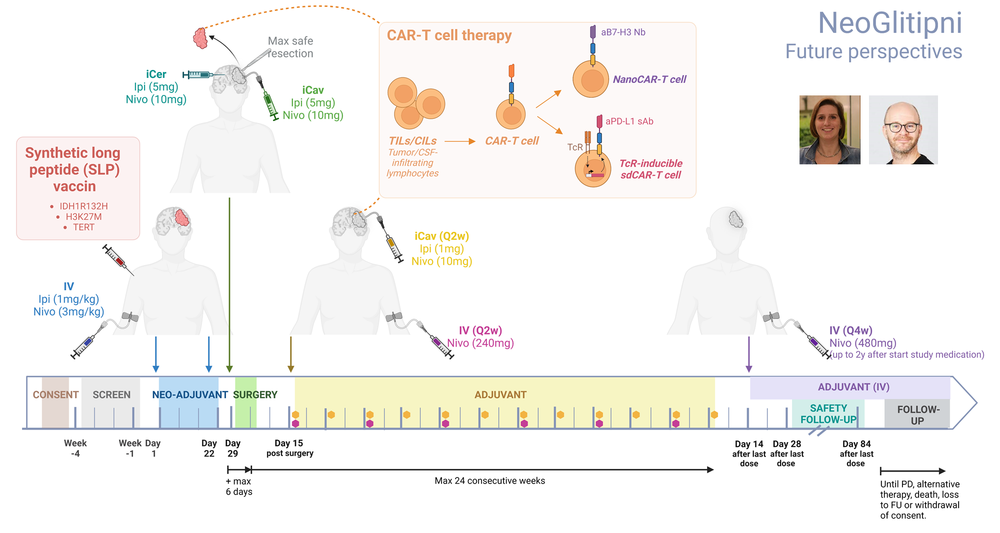 NeoGlitipni
Future perspectives
Max safe
resection
iCer
Ipi (5mg)
Nivo (10mg)
iCav
Ipi (5mg)
Nivo (10mg)
CAR-T cell therapy
TILs/CILs
Tumor/CSF-
infiltrating
lymphocytes
CAR-T cell
aB7-H3 Nb
NanoCAR-T cell
aPD-L1 sAb
TcR
TcR-inducible
sdCAR-T cell
Synthetic long
peptide (SLP)
vaccin
• IDH1R132H
• H3K27M
• TERT
IV
Ipi (1mg/kg)
Nivo (3mg/kg)
iCav (Q2w)
Ipi (1mg)
Nivo (10mg)
IV (Q2w)
Nivo (240mg)
IV (Q4w)
Nivo (480mg)
(up to 2y after start study medication)
CONSENT
SCREEN
NEO-ADJUVANT
SURGERY
ADJUVANT
ADJUVANT (IV)
SAFETY
FOLLOW-UP
FOLLOW-
UP
Week
-4
Week
-1
Day
1
Day
22
Day
29
Day 15
post surgery
Day 14
after last
dose
Day 28
after last
dose
Day 84
after last
dose
+ max
6 days
Max 24 consecutive weeks
Until PD, alternative
therapy, death, loss
to FU or withdrawal
of consent.